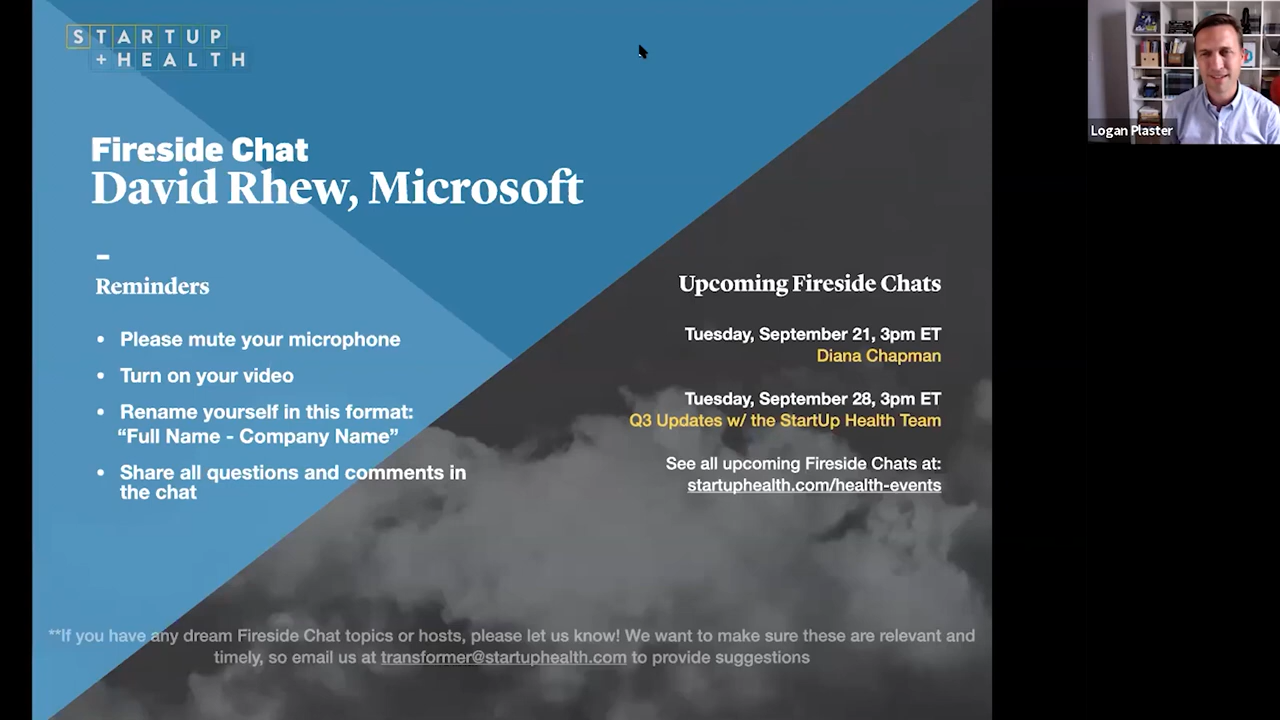 STARTUP
+HEALTH
Fireside Chat
David Rhew, Microsoft
Reminders
• Please mute your microphone
• Turn on your video
• Rename yourself in this format:
“Full Name - Company Name”
• Share all questions and comments in
the chat
Upcoming Fireside Chats
Tuesday, September 21, 3pm ET
Diana Chapman
Tuesday, September 28, 3pm ET
Q3 Updates w/ the StartUp Health Team
See all upcoming Fireside Chats at:
startuphealth.com/health-events
**If you have any dream Fireside Chat topics or hosts, please let us know! We want to make sure these are relevant and
timely, so email us at transformer@startuphealth.com to provide suggestions
Logan Plaster